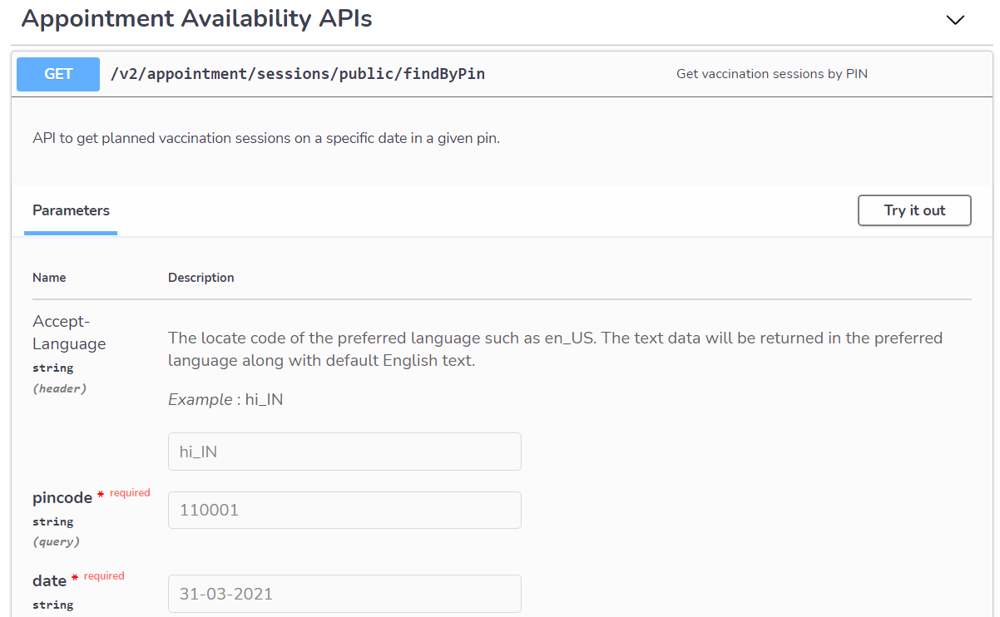 Appointment Availability APIs
GET /v2/appointment/sessions/public/findByPin Get vaccination sessions by PIN
API to get planned vaccination sessions on a specific date in a given pin.
Parameters Try it out
Name Description
Accept-
Language
string
(header)
The locate code of the preferred language such as en_US. The text data will be returned in the preferred
language along with default English text.
Example : hi_IN
hi_IN
pincode * required
string
(query)
110001
date * required
string
31-03-2021